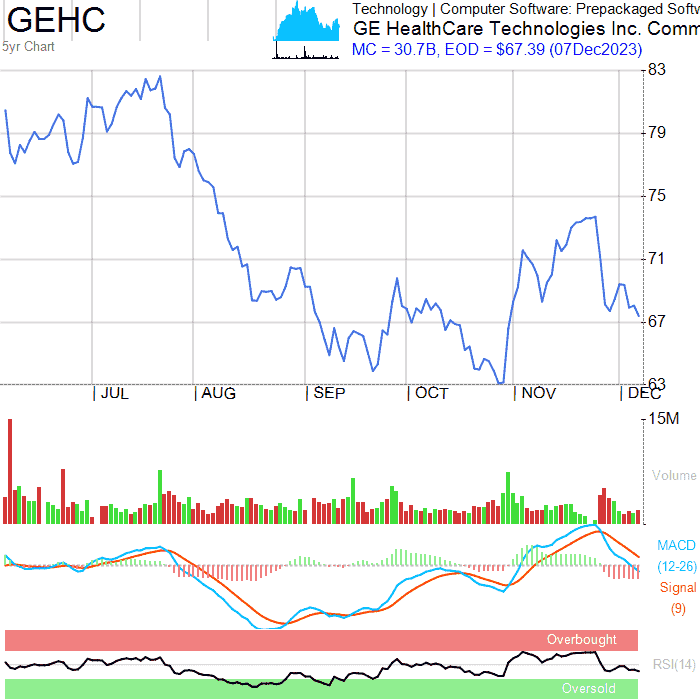 GEHC
5yr Chart
Technology | Computer Software: Prepackaged Softw
GE HealthCare Technologies Inc. Comm
MC = 30.7B, EOD = $67.39 (07Dec2023)
83
79
75
71
67
63
JUL AUG SEP OCT NOV DEC
15M
Volume
MACD
(12-26)
Signal
(9)
Overbought
RSI(14)
Oversold